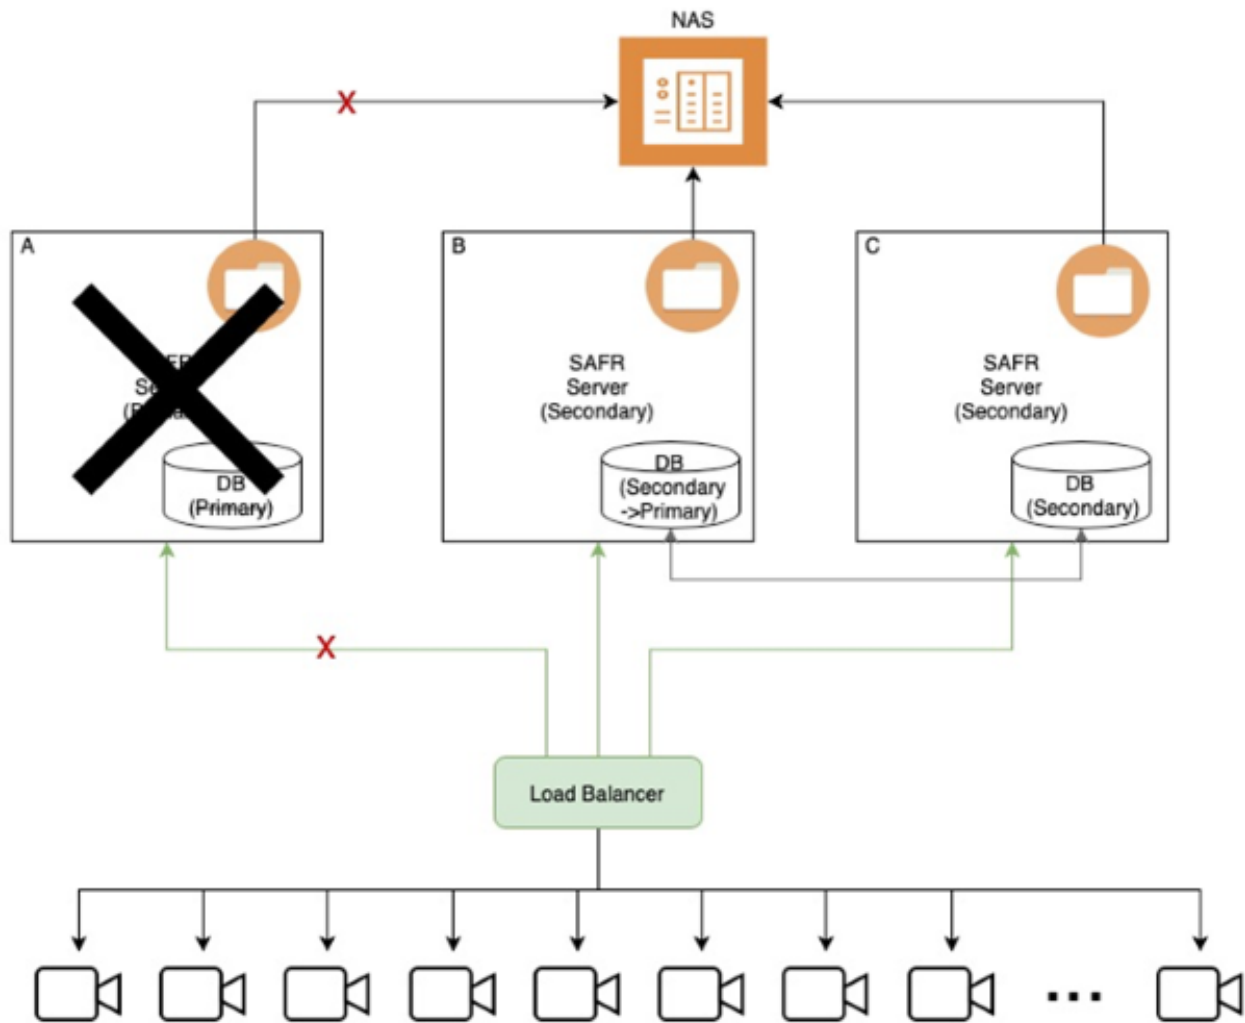 NAS
X
A
B
C
SAFR
Server
(Secondary)
SAFR
Server
(Secondary)
DB
(Primary)
DB
(Secondary
->Primary)
DB
(Secondary)
X
Load Balancer
...